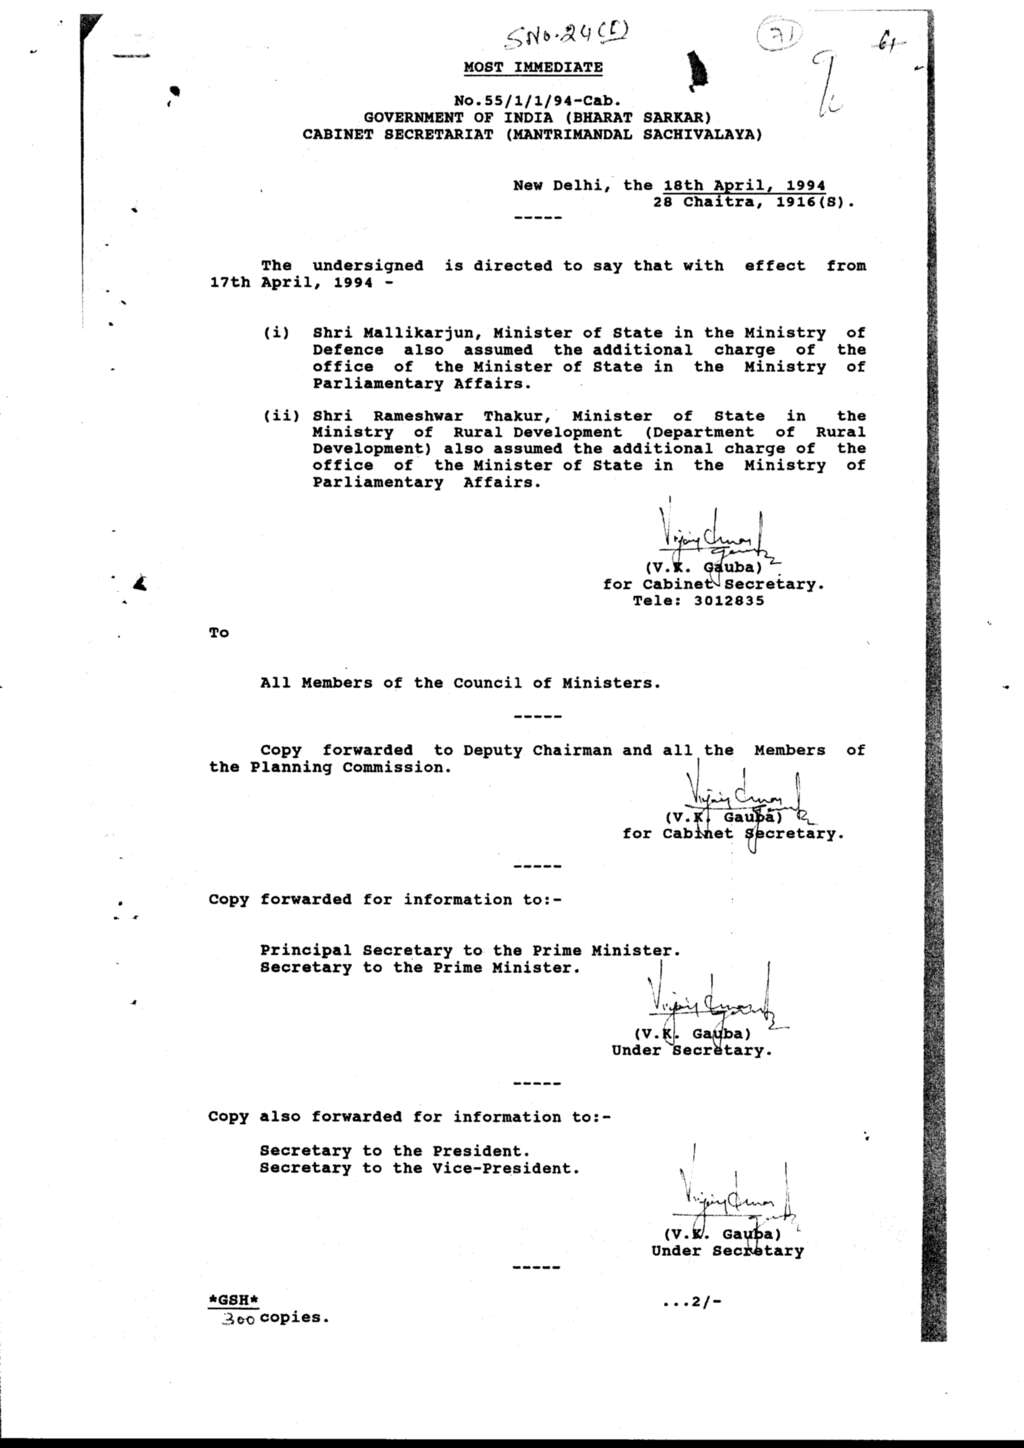 SNo.24(E)
71
MOST IMMEDIATE
No.55/1/1/94-Cab.
GOVERNMENT OF INDIA (BHARAT SARKAR)
CABINET SECRETARIAT (MANTRIMANDAL SACHIVALAYA)
New Delhi, the 18th April, 1994
28 Chaitra, 1916(S).
-----
The undersigned is directed to say that with effect from
17th April, 1994 -
(i) Shri Mallikarjun, Minister of State in the Ministry of
Defence also assumed the additional charge of the
office of the Minister of State in the Ministry of
Parliamentary Affairs.
(ii) Shri Rameshwar Thakur, Minister of State in the
Ministry of Rural Development (Department of Rural
Development) also assumed the additional charge of the
office of the Minister of State in the Ministry of
Parliamentary Affairs.
(V.K. Gauba)
for Cabinet Secretary.
Tele: 3012835
To
All Members of the Council of Ministers.
-----
Copy forwarded to Deputy Chairman and all the Members of
the Planning Commission.
(V.K. Gauba)
for Cabinet Secretary.
-----
Copy forwarded for information to:-
Principal Secretary to the Prime Minister.
Secretary to the Prime Minister.
(V.K. Gauba)
Under Secretary.
-----
Copy also forwarded for information to:-
Secretary to the President.
Secretary to the Vice-President.
(V.K. Gauba)
Under Secretary
-----
*GSH*
300 copies.
...2/-